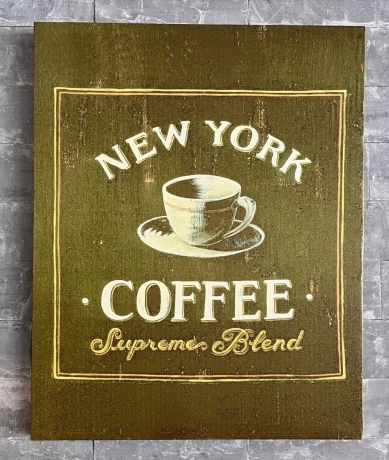 NEW YORK
· COFFEE ·
Supreme Blend